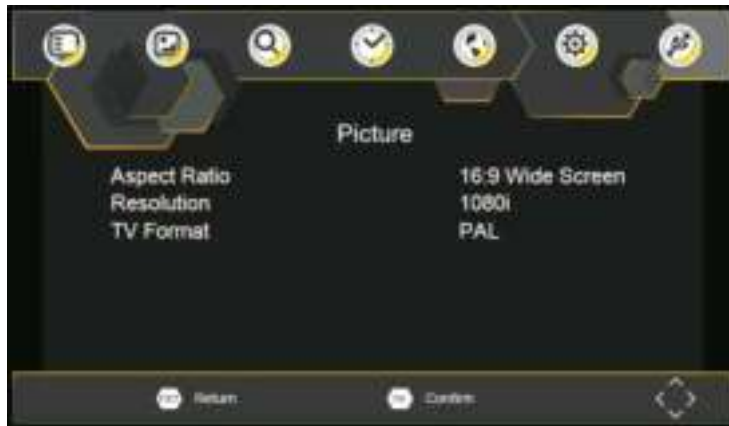 Picture
Aspect Ratio 16:9 Wide Screen
Resolution 1080i
TV Format PAL
Return Confirm